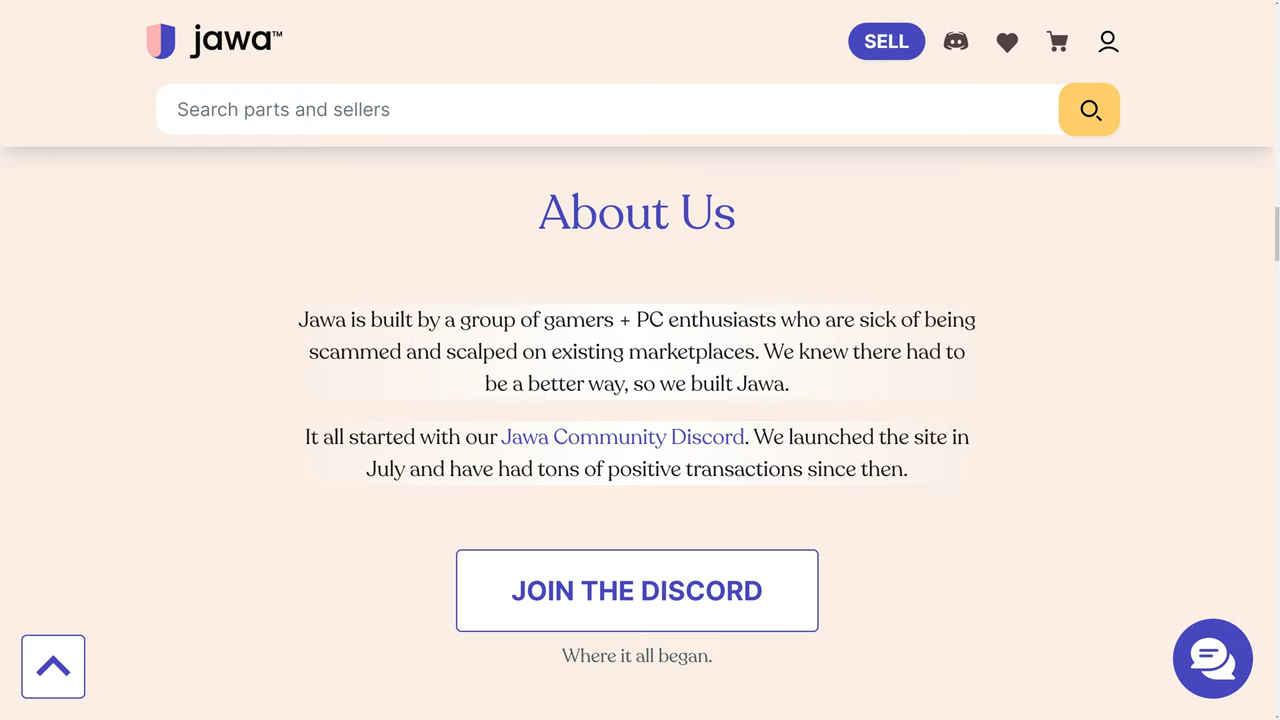 jawa™
SELL
Search parts and sellers
About Us
Jawa is built by a group of gamers + PC enthusiasts who are sick of being
scammed and scalped on existing marketplaces. We knew there had to
be a better way, so we built Jawa.
It all started with our Jawa Community Discord. We launched the site in
July and have had tons of positive transactions since then.
JOIN THE DISCORD
Where it all began.